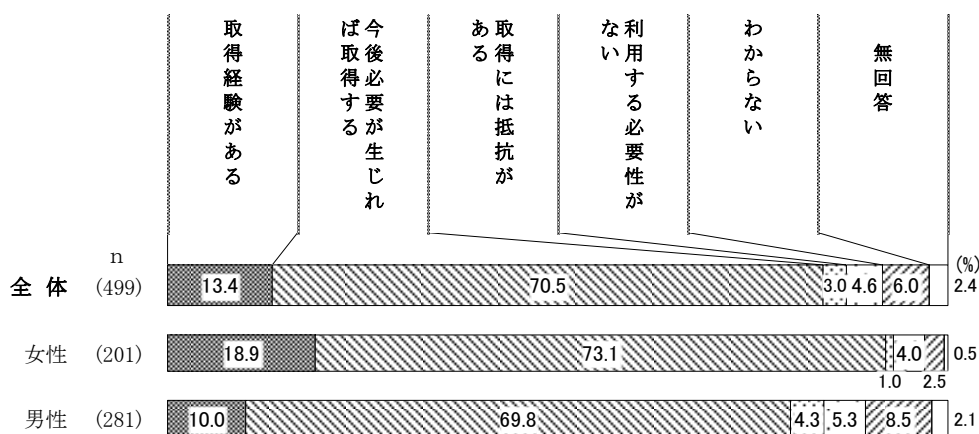 取得経験がある
今後必要が生じれ
ば取得する
取得には抵抗が
ある
利用する必要性が
ない
わからない
無回答
n
(%)
全体 (499) 13.4 70.5 3.0 4.6 6.0 2.4
女性 (201) 18.9 73.1 4.0 0.5
1.0 2.5
男性 (281) 10.0 69.8 4.3 5.3 8.5 2.1